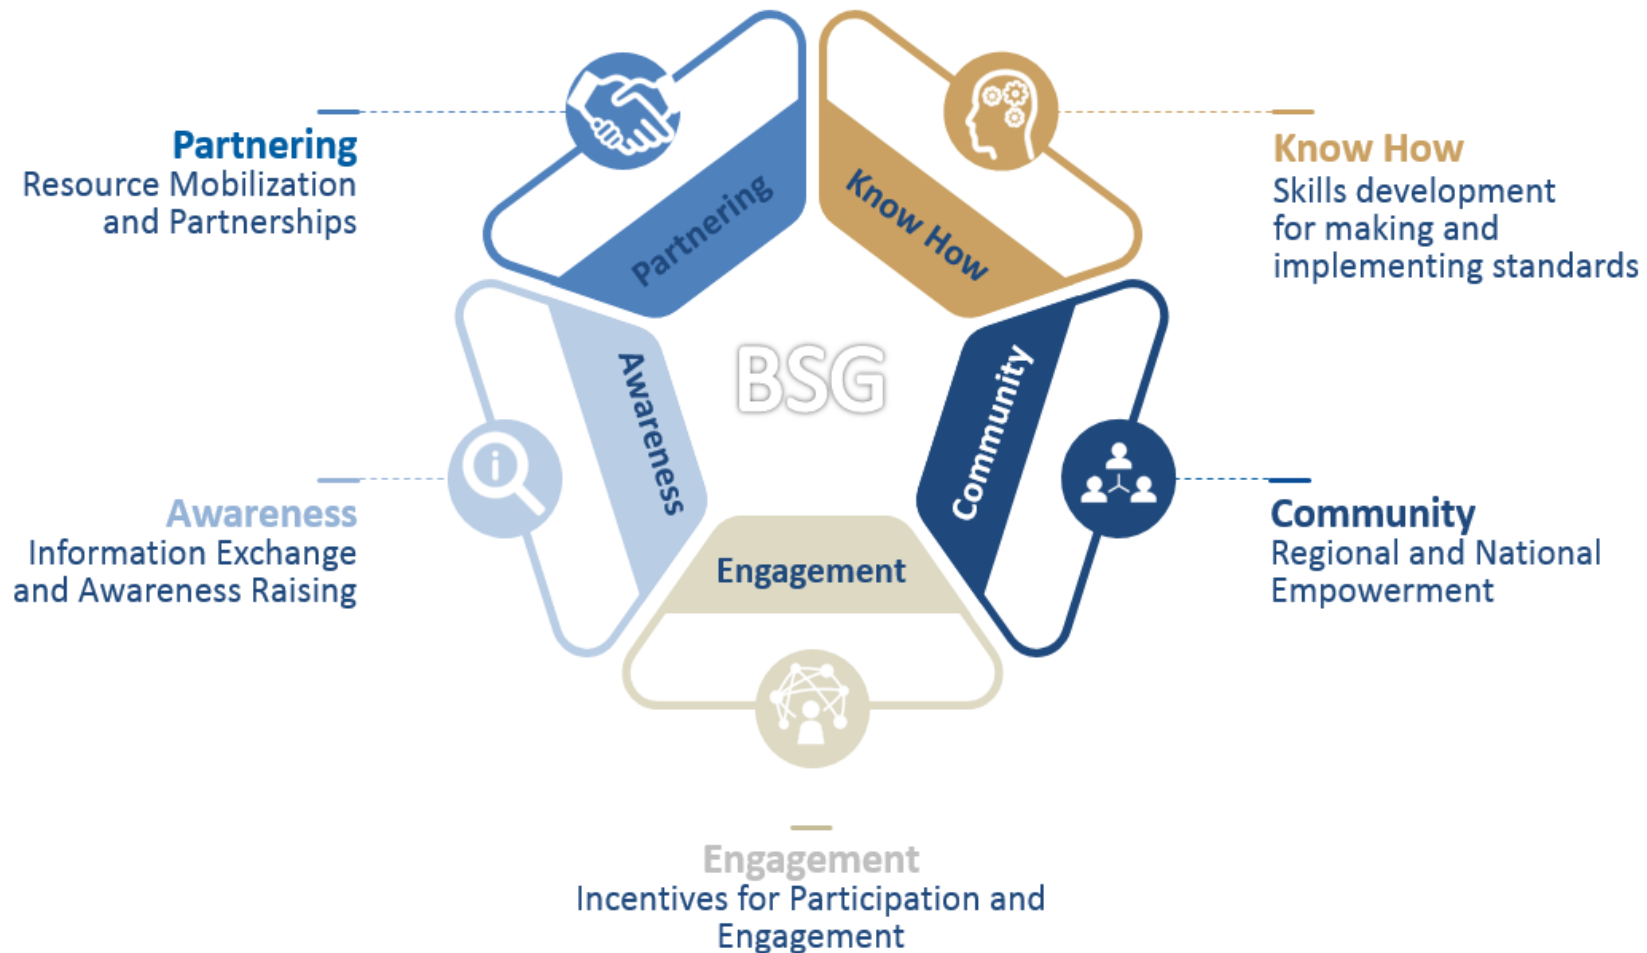 Partnering
Resource Mobilization
and Partnerships
Partnering
Know How
Know How
Skills development
for making and
implementing standards
Awareness
BSG
Community
Awareness
Information Exchange
and Awareness Raising
Community
Regional and National
Empowerment
i
Engagement
Engagement
Incentives for Participation and
Engagement